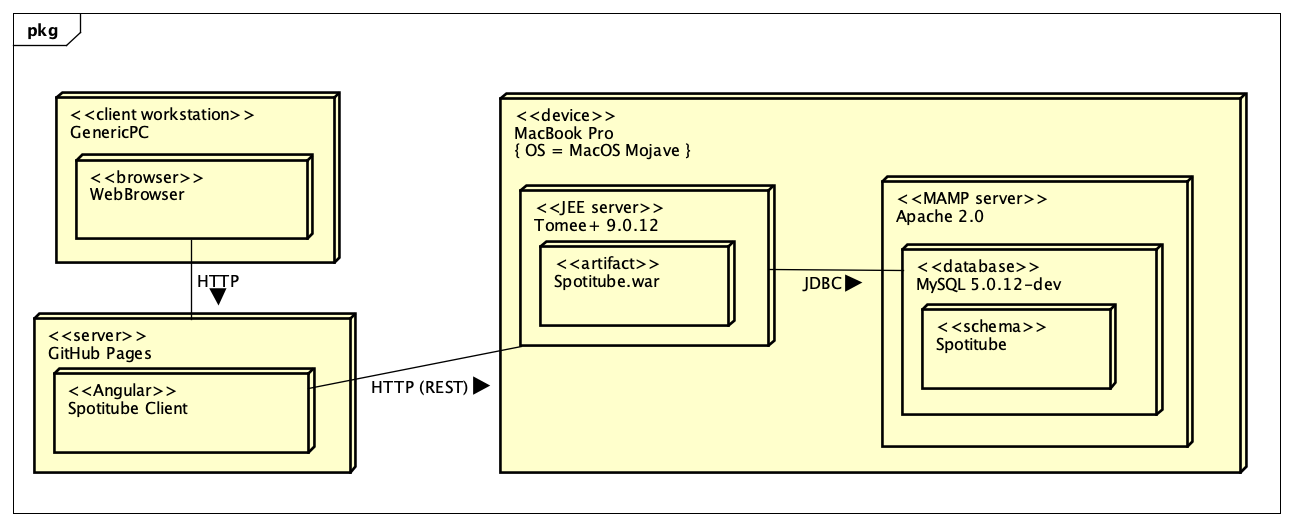 pkg
<<client workstation>>
GenericPC
<<browser>>
WebBrowser
HTTP
<<server>>
GitHub Pages
<<Angular>>
Spotitube Client
HTTP (REST)
<<device>>
MacBook Pro
{ OS = MacOS Mojave }
<<JEE server>>
Tomee+ 9.0.12
<<artifact>>
Spotitube.war
JDBC
<<MAMP server>>
Apache 2.0
<<database>>
MySQL 5.0.12-dev
<<schema>>
Spotitube